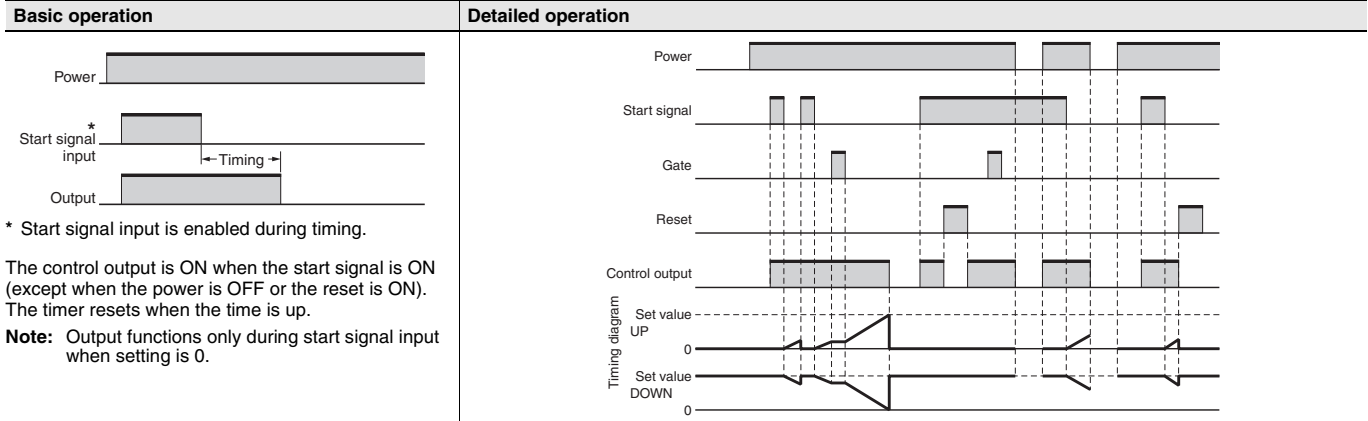 Basic operation
Power
*
Start signal
input
Timing
Output
* Start signal input is enabled during timing.
The control output is ON when the start signal is ON
(except when the power is OFF or the reset is ON).
The timer resets when the time is up.
Note: Output functions only during start signal input
when setting is 0.
Detailed operation
Power
Start signal
Gate
Reset
Control output
Timing diagram
Set value
UP
0
Set value
DOWN
0